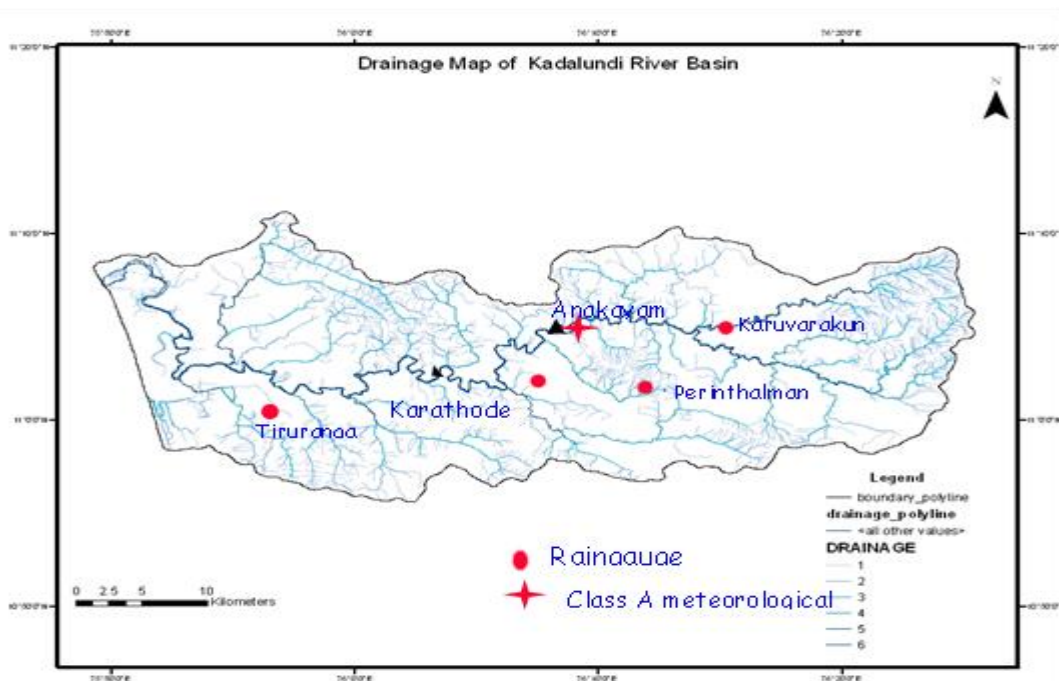 Drainage Map of Kadalundi River Basin
Anakayam
Karuvarakun
Perinthalman
Karathode
Tiruranaa
Legend
boundary_polyline
drainage_polyline
<all other values>
DRAINAGE
1
2
3
4
5
6
Rainaauae
Class A meteorological
0 2.5 5 10
Kilometers